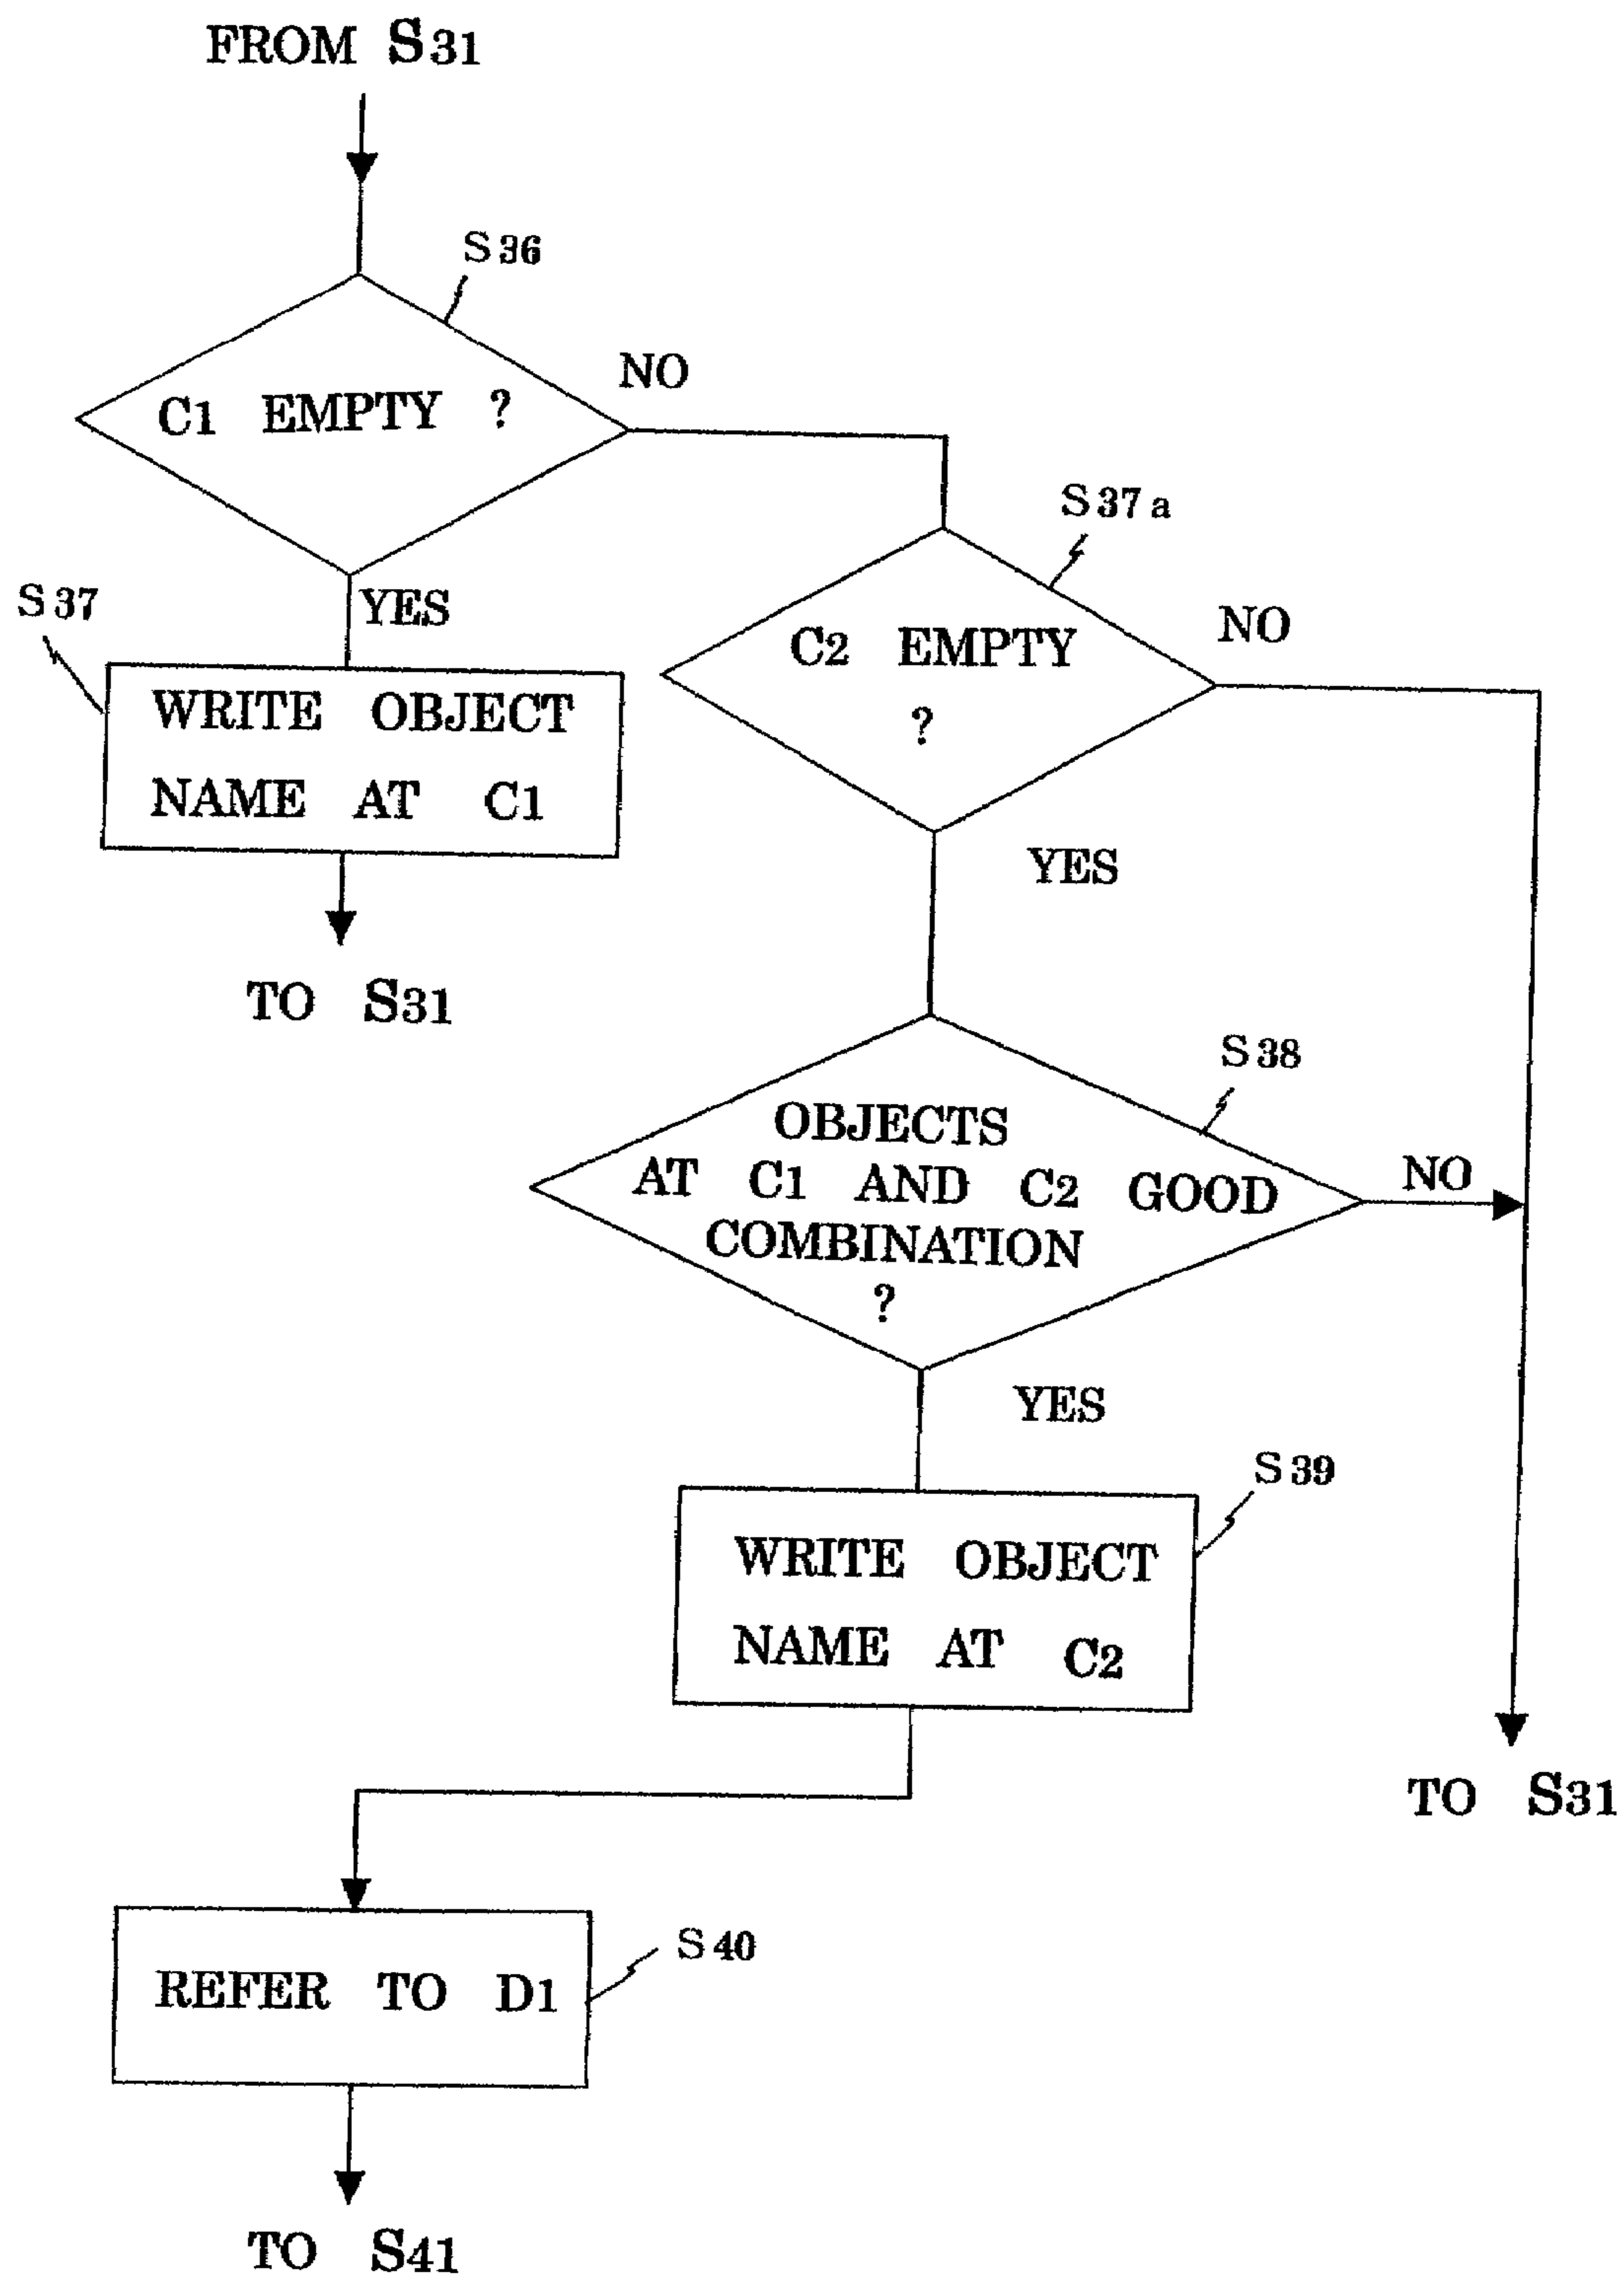 FROM S31
S36
C1 EMPTY ?
NO
YES
S37
WRITE OBJECT
NAME AT C1
TO S31
S37a
C2 EMPTY
?
NO
YES
S38
OBJECTS
AT C1 AND C2 GOOD
COMBINATION
?
NO
YES
S39
WRITE OBJECT
NAME AT C2
TO S31
S40
REFER TO D1
TO S41